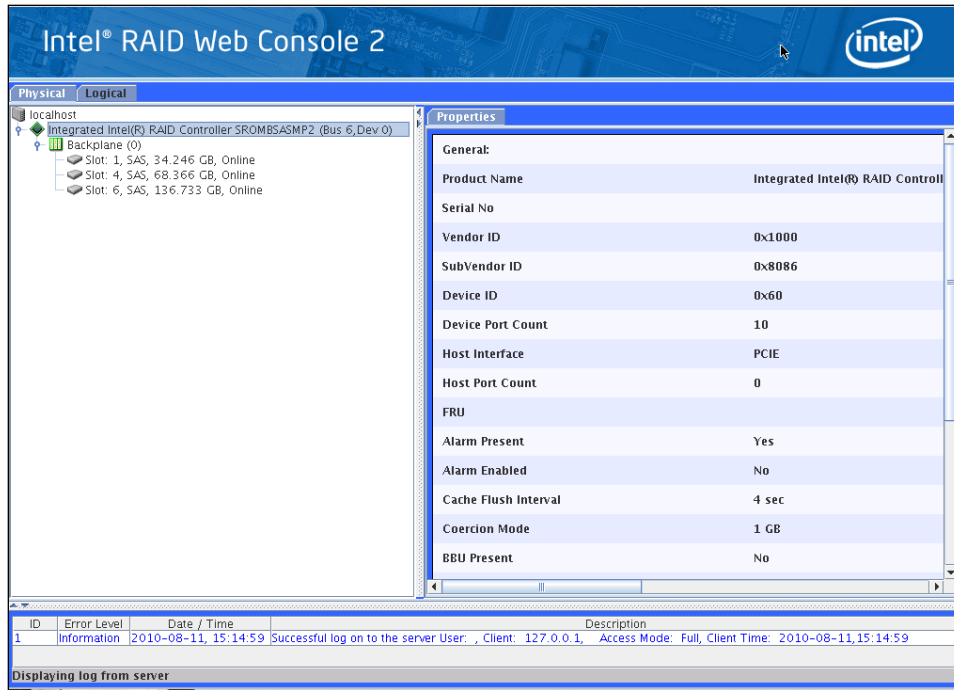 Intel® RAID Web Console 2
intel
Physical
Logical
localhost
Integrated Intel(R) RAID Controller SROMBSASMP2 (Bus 6,Dev 0)
Backplane (0)
Slot: 1, SAS, 34.246 GB, Online
Slot: 4, SAS, 68.366 GB, Online
Slot: 6, SAS, 136.733 GB, Online
Properties
General:
Product Name Integrated Intel(R) RAID Controll
Serial No
Vendor ID 0x1000
SubVendor ID 0x8086
Device ID 0x60
Device Port Count 10
Host Interface PCIE
Host Port Count 0
FRU
Alarm Present Yes
Alarm Enabled No
Cache Flush Interval 4 sec
Coercion Mode 1 GB
BBU Present No
ID Error Level Date / Time Description
1 Information 2010-08-11, 15:14:59 Successful log on to the server User: , Client: 127.0.0.1, Access Mode: Full, Client Time: 2010-08-11,15:14:59
Displaying log from server